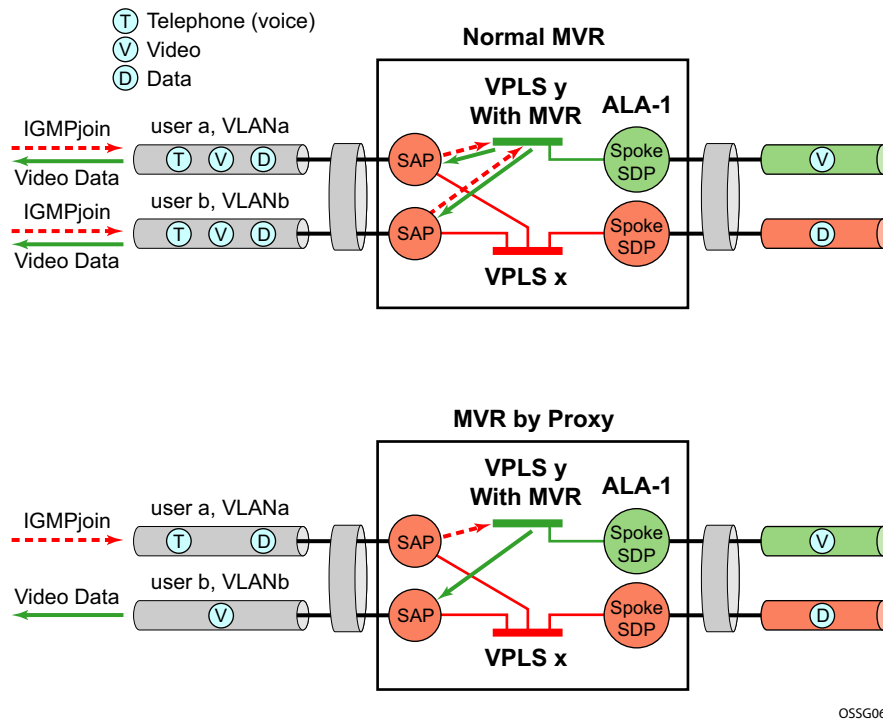 T Telephone (voice)
V Video
D Data
Normal MVR
VPLS y
With MVR
ALA-1
IGMPjoin
user a, VLANa
T V D
Video Data
SAP
Spoke
SDP
V
IGMPjoin
user b, VLANb
T V D
Video Data
SAP
Spoke
SDP
D
VPLS x
MVR by Proxy
VPLS y
With MVR
ALA-1
IGMPjoin
user a, VLANa
T D
SAP
Spoke
SDP
V
Video Data
user b, VLANb
V
SAP
Spoke
SDP
D
VPLS x